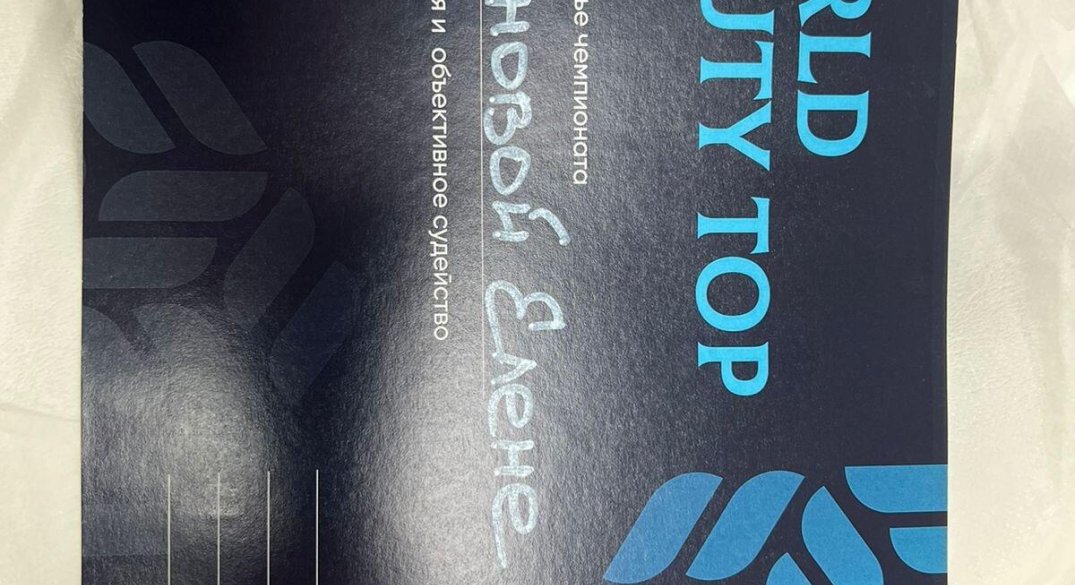 RLD
UTY TOP
ье чемпионата
новой Елене
я и объективное судейство